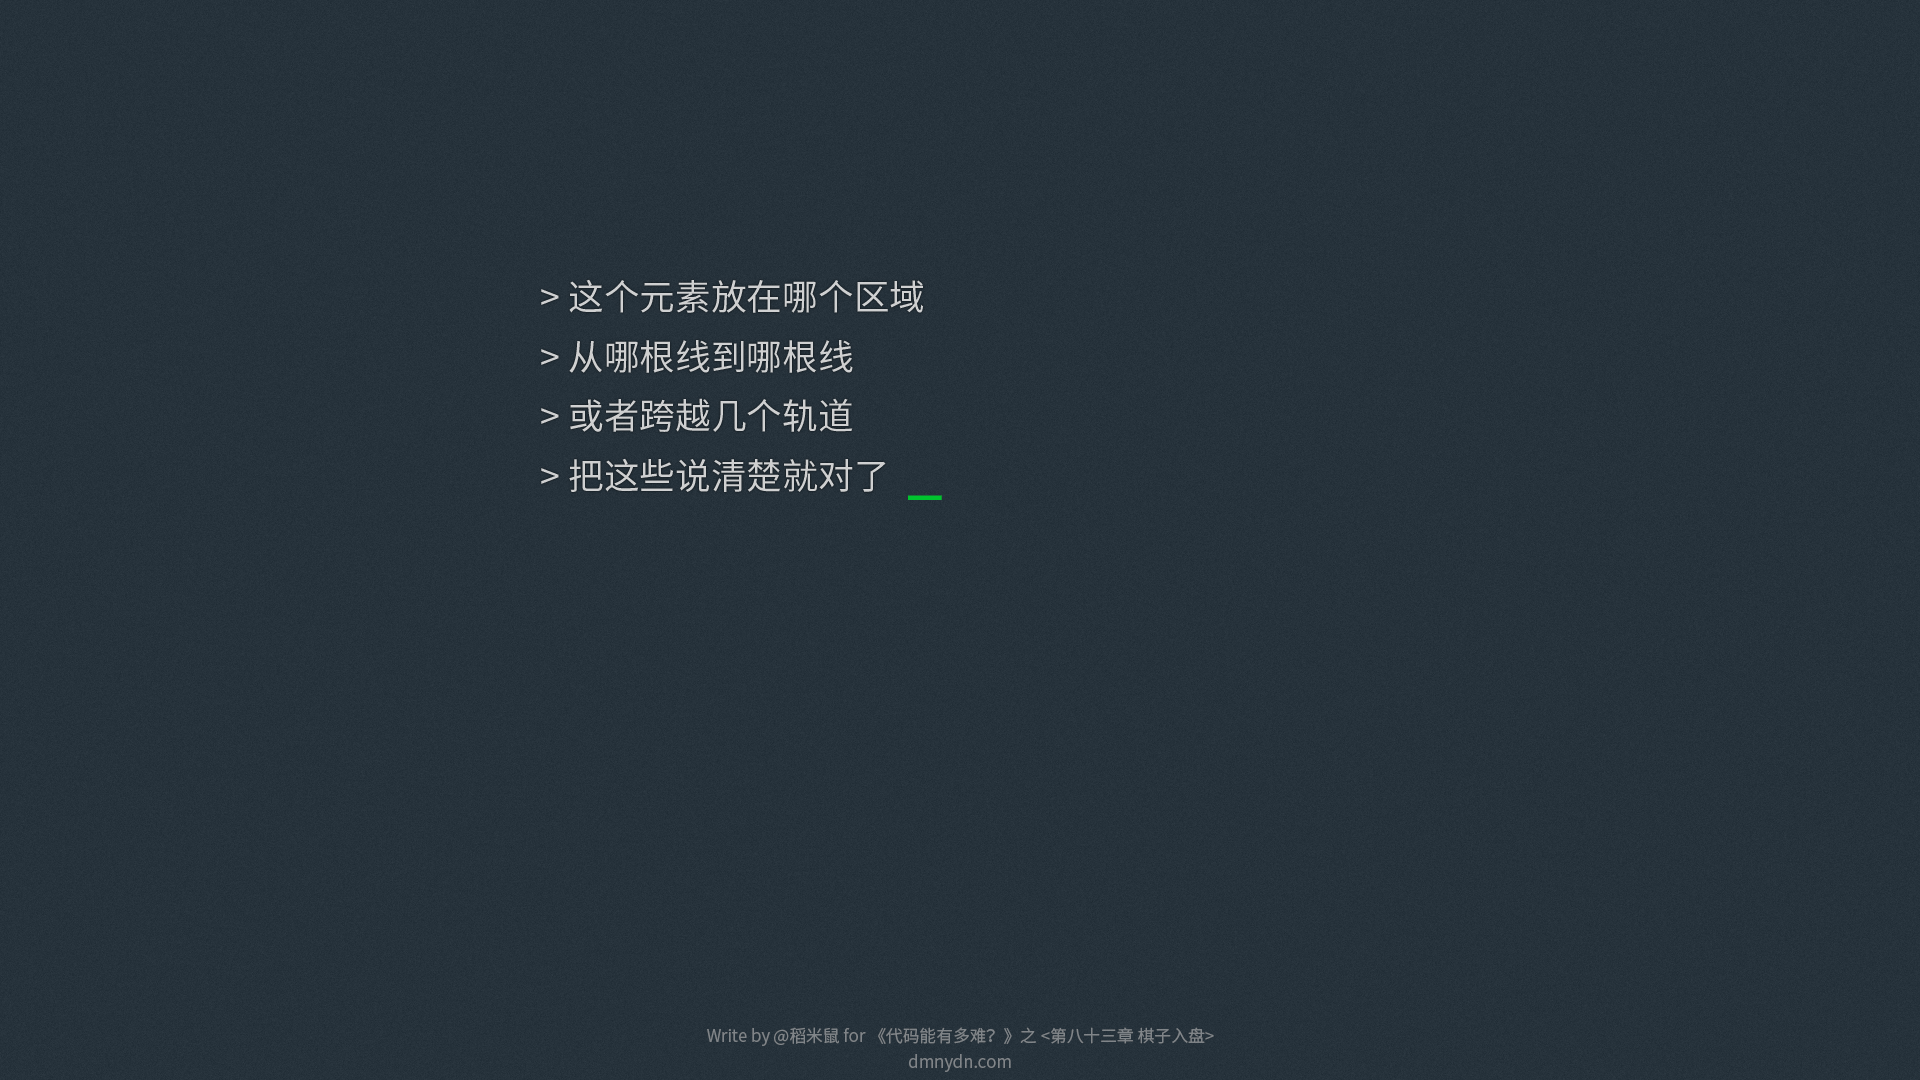 > 这个元素放在哪个区域
> 从哪根线到哪根线
> 或者跨越几个轨道
> 把这些说清楚就对了 _
Write by @稻米鼠 for 《代码能有多难？》之 <第八十三章 棋子入盘>
dmnydn.com